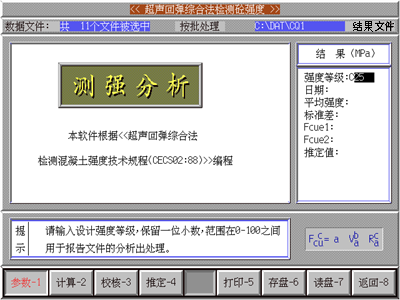 << 超声回弹综合法检测砼强度 >>
数据文件: 共 11个文件被选中 按批处理 C:\DAT\CQ1 结果文件
测强分析
本软件根据<<超声回弹综合法
检测混凝土强度技术规程(CECS02:88)>>编程
结 果(MPa)
强度等级:C25
日期:
平均强度:
标准差:
Fcue1:
Fcue2:
推定值:
提示
请输入设计强度等级,保留一位小数,范围在0-100之间
用于报告文件的分析出处理。
Fccu= a Vba Rca
参数-1 计算-2 校核-3 推定-4 打印-5 存盘-6 读盘-7 返回-8